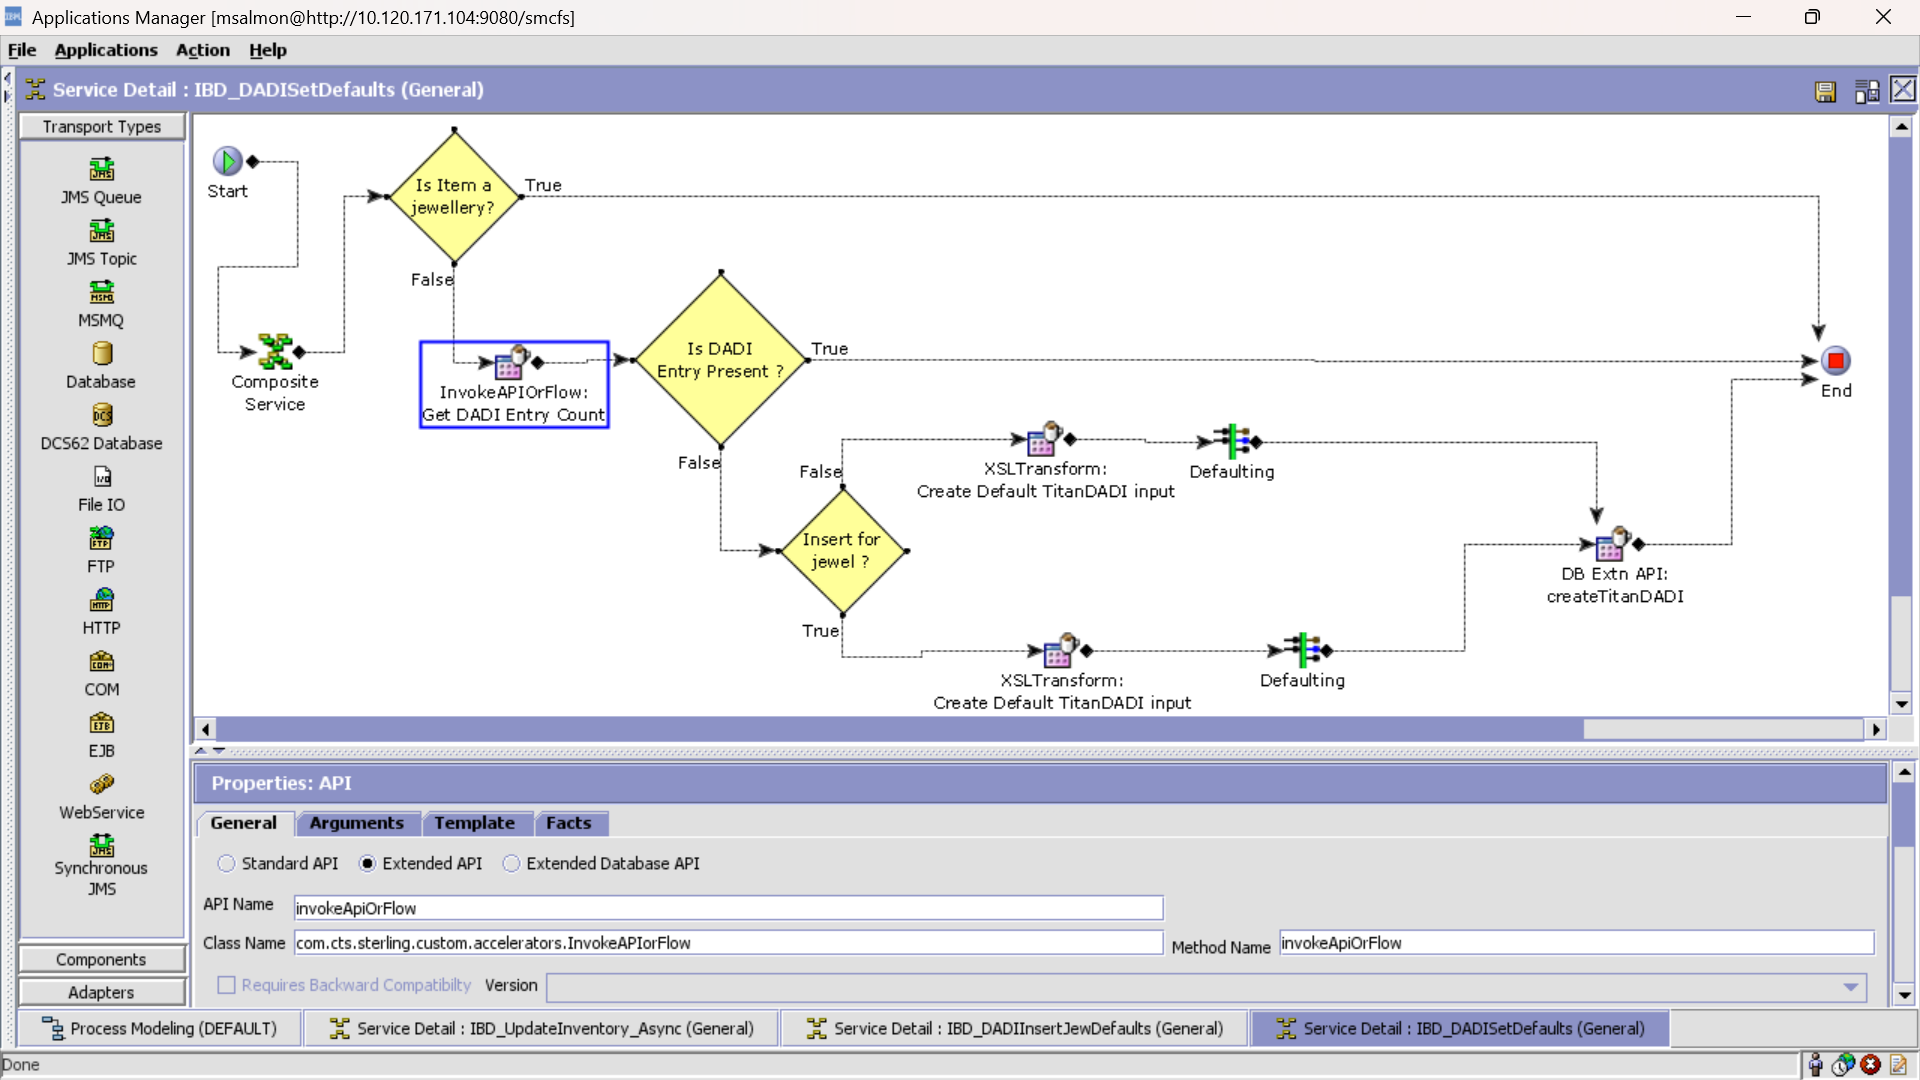 Applications Manager [msalmon@http://10.120.171.104:9080/smcfs]
File Applications Action Help
Service Detail : IBD_DADISetDefaults (General)
Transport Types
JMS Queue
JMS Topic
MSMQ
Database
DCS62 Database
File IO
FTP
HTTP
COM
EJB
WebService
Synchronous
JMS
Components
Adapters
Start
Is Item a
jewellery?
True
False
Composite
Service
InvokeAPIOrFlow:
Get DADI Entry Count
Is DADI
Entry Present ?
True
False
End
Insert for
jewel ?
False
True
XSLTransform:
Create Default TitanDADI input
Defaulting
DB Extn API:
createTitanDADI
XSLTransform:
Create Default TitanDADI input
Defaulting
Properties: API
General Arguments Template Facts
Standard API Extended API Extended Database API
API Name invokeApiOrFlow
Class Name com.cts.sterling.custom.accelerators.InvokeAPIorFlow Method Name invokeApiOrFlow
Requires Backward Compatibilty Version
Process Modeling (DEFAULT) Service Detail : IBD_UpdateInventory_Async (General) Service Detail : IBD_DADIInsertJewDefaults (General) Service Detail : IBD_DADISetDefaults (General)
Done